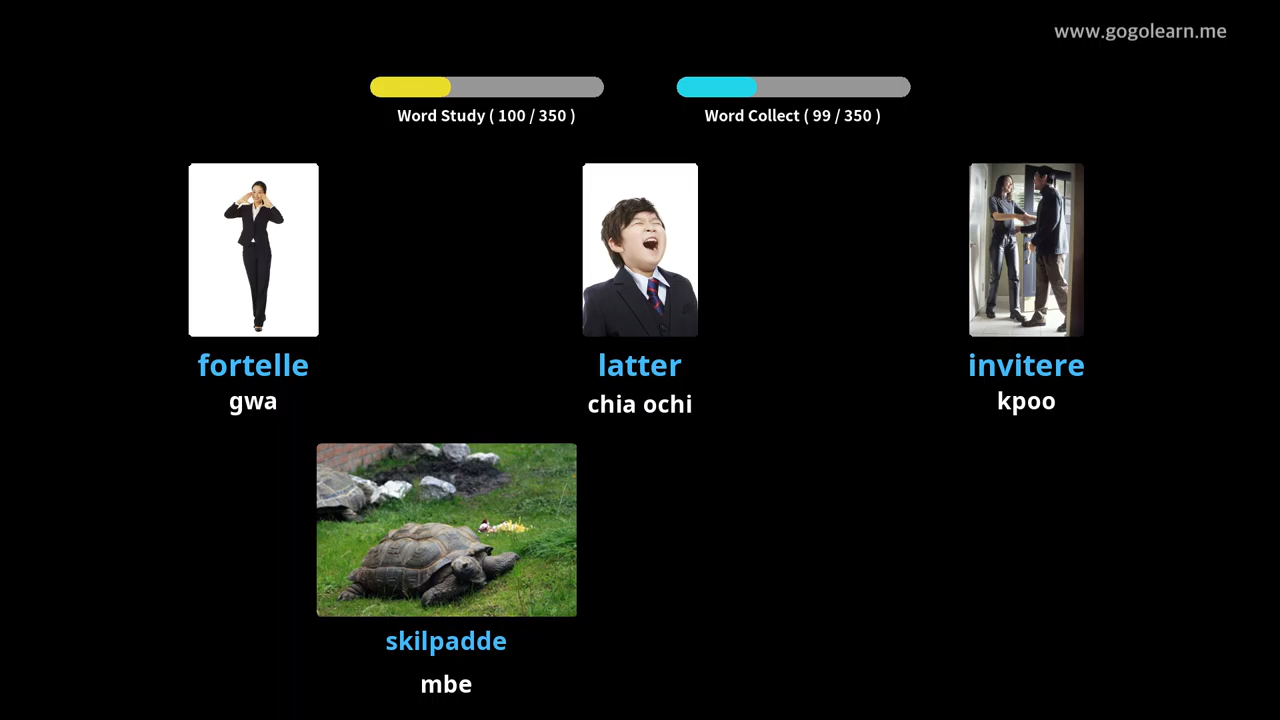 www.gogolearn.me
Word Study ( 100 / 350 )
Word Collect ( 99 / 350 )
fortelle
latter
invitere
gwa
chia ochi
kpoo
skilpadde
mbe